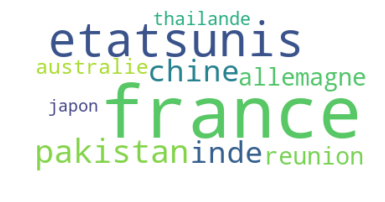 thailande
etatsunis
australie chine allemagne
japon france
pakistan inde reunion